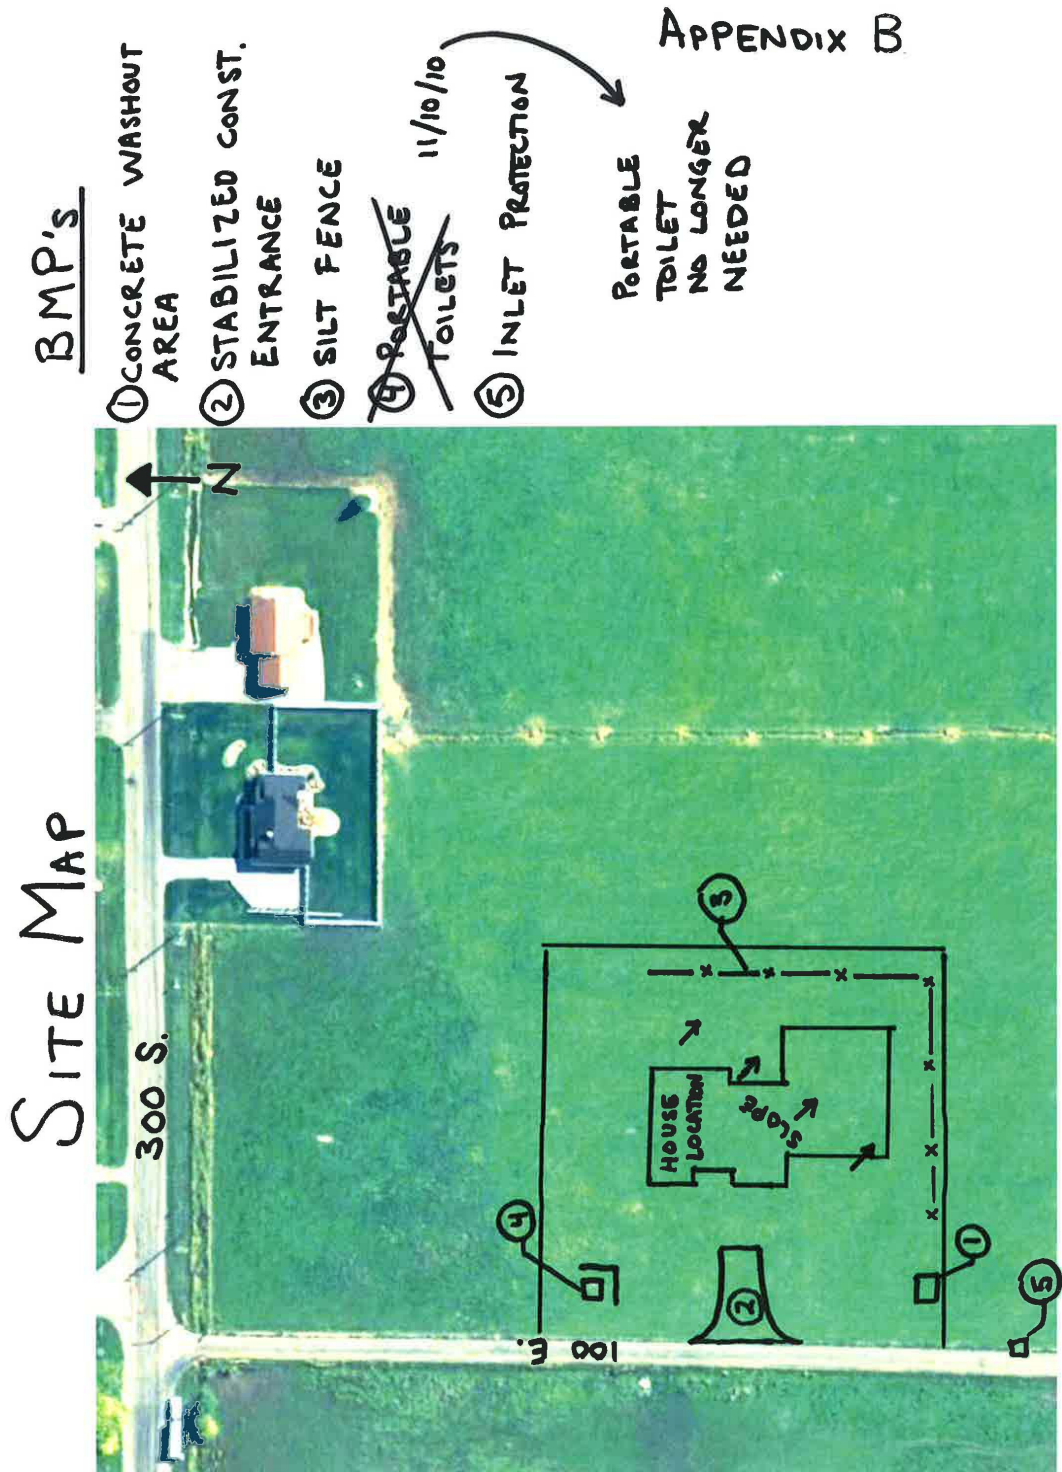 SITE MAP
BMP's
① CONCRETE WASHOUT
AREA
② STABILIZED CONST.
ENTRANCE
③ SILT FENCE
④ PORTABLE
TOILETS
11/10/10
⑤ INLET PROTECTION
PORTABLE
TOILET
NO LONGER
NEEDED
APPENDIX B
N
300 S.
100 W.
HOUSE
LOCATION
SLOPE
④
②
③
①
⑤